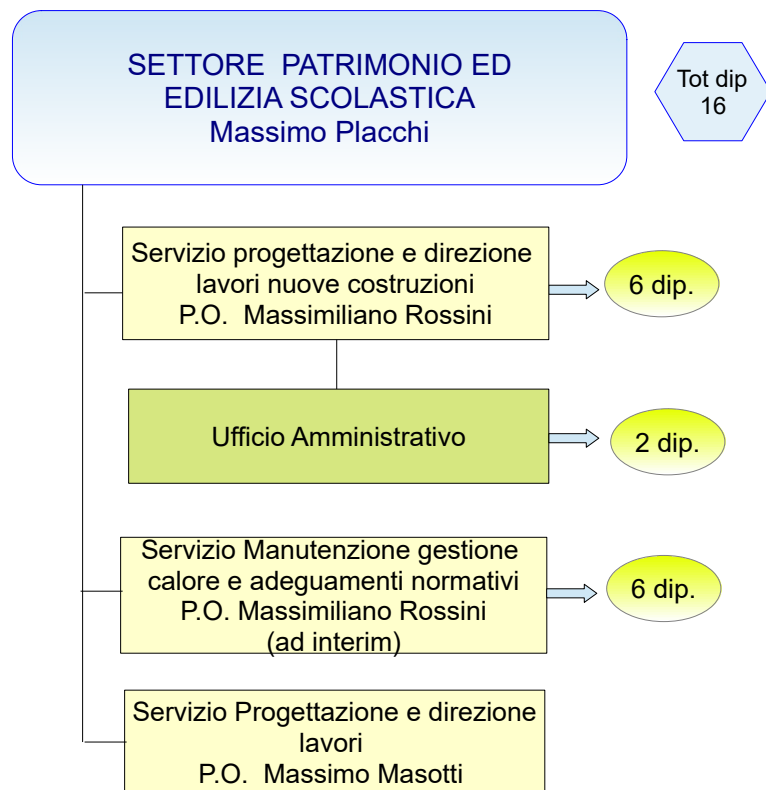 SETTORE PATRIMONIO ED
EDILIZIA SCOLASTICA
Massimo Placchi
Tot dip
16
Servizio progettazione e direzione
lavori nuove costruzioni
P.O. Massimiliano Rossini
6 dip.
Ufficio Amministrativo
2 dip.
Servizio Manutenzione gestione
calore e adeguamenti normativi
P.O. Massimiliano Rossini
(ad interim)
6 dip.
Servizio Progettazione e direzione
lavori
P.O. Massimo Masotti